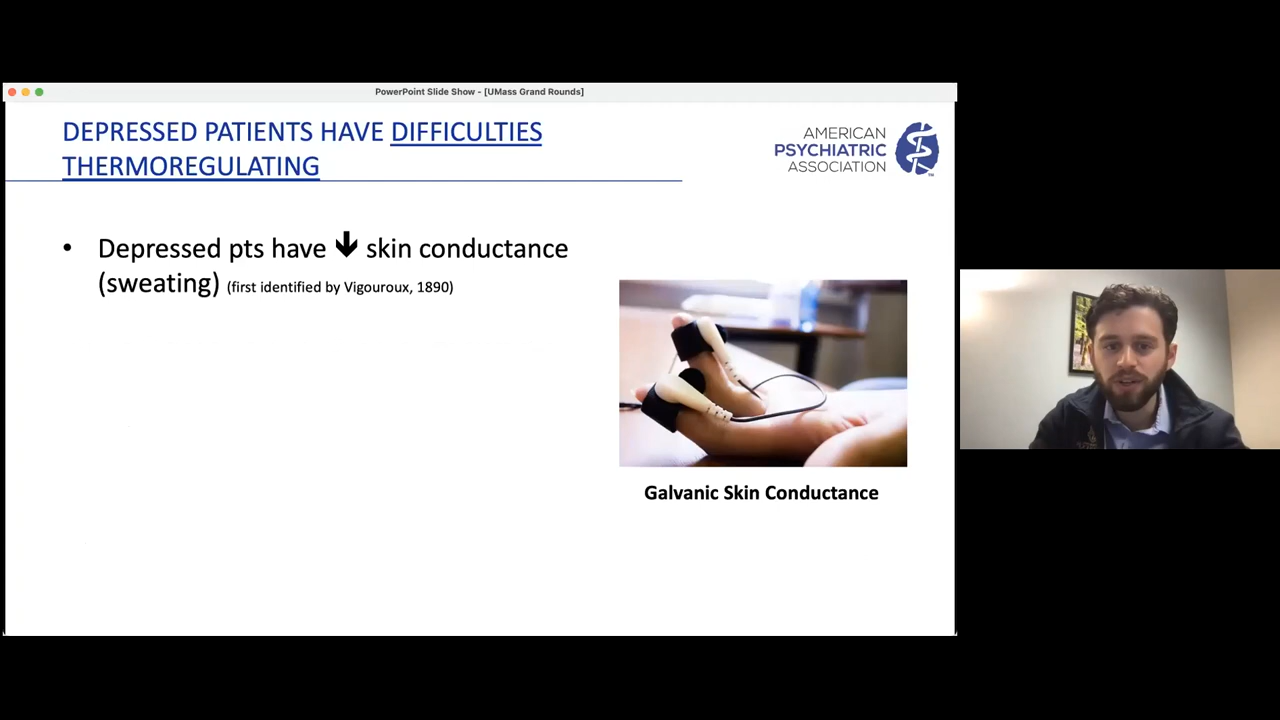 PowerPoint Slide Show - [UMass Grand Rounds]
DEPRESSED PATIENTS HAVE DIFFICULTIES
THERMOREGULATING
AMERICAN
PSYCHIATRIC
ASSOCIATION
TM
• Depressed pts have 🡻 skin conductance
(sweating) (first identified by Vigouroux, 1890)
Galvanic Skin Conductance